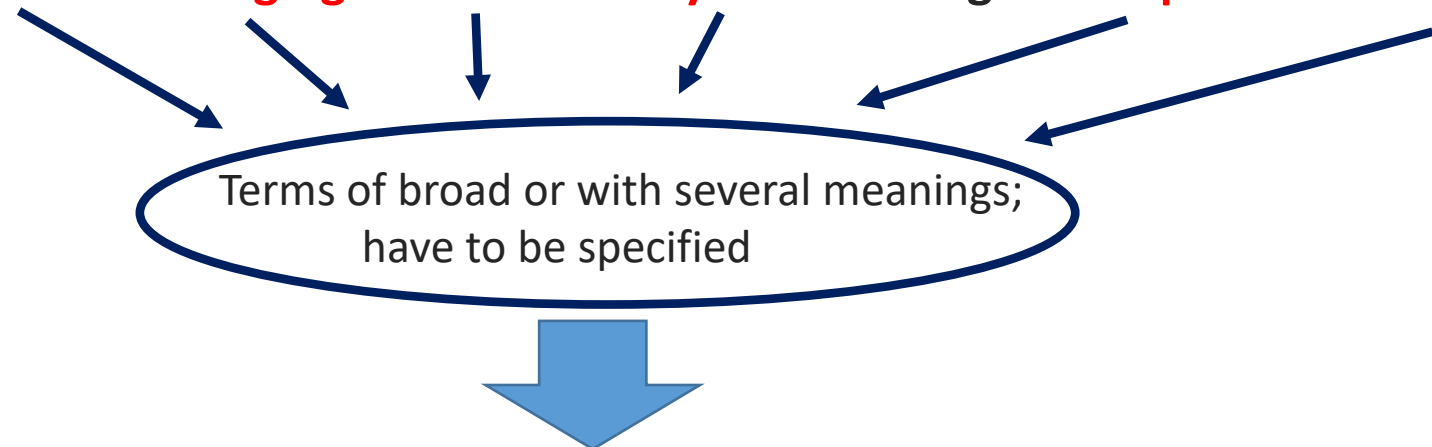 Terms of broad or with several meanings;
have to be specified